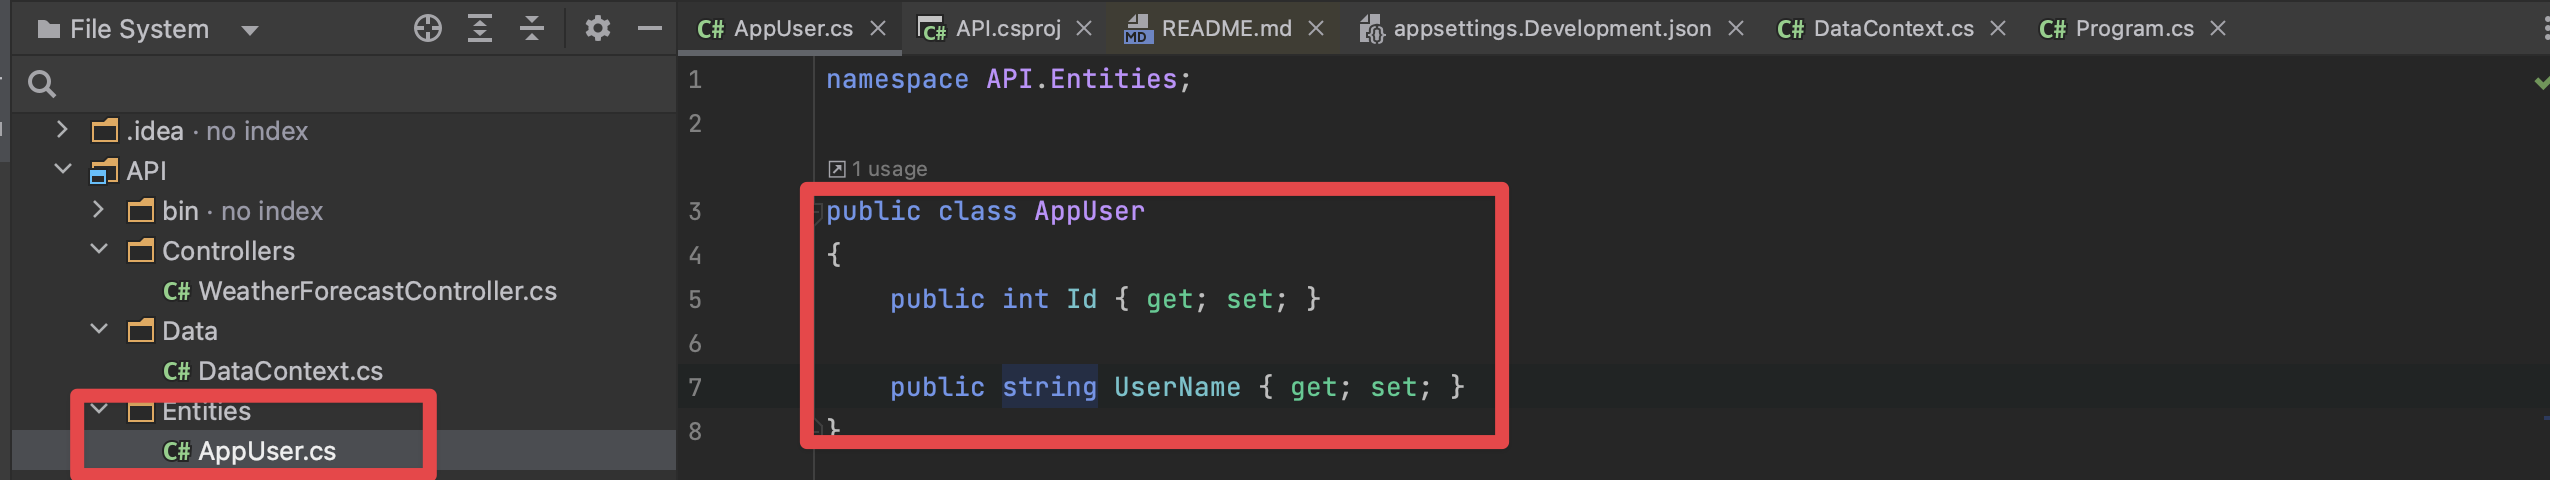 File System
AppUser.cs
API.csproj
README.md
appsettings.Development.json
DataContext.cs
Program.cs
.idea · no index
API
bin · no index
Controllers
C# WeatherForecastController.cs
Data
C# DataContext.cs
Entities
C# AppUser.cs
1 namespace API.Entities;
2
1 usage
3 public class AppUser
4 {
5 public int Id { get; set; }
6
7 public string UserName { get; set; }
8 }